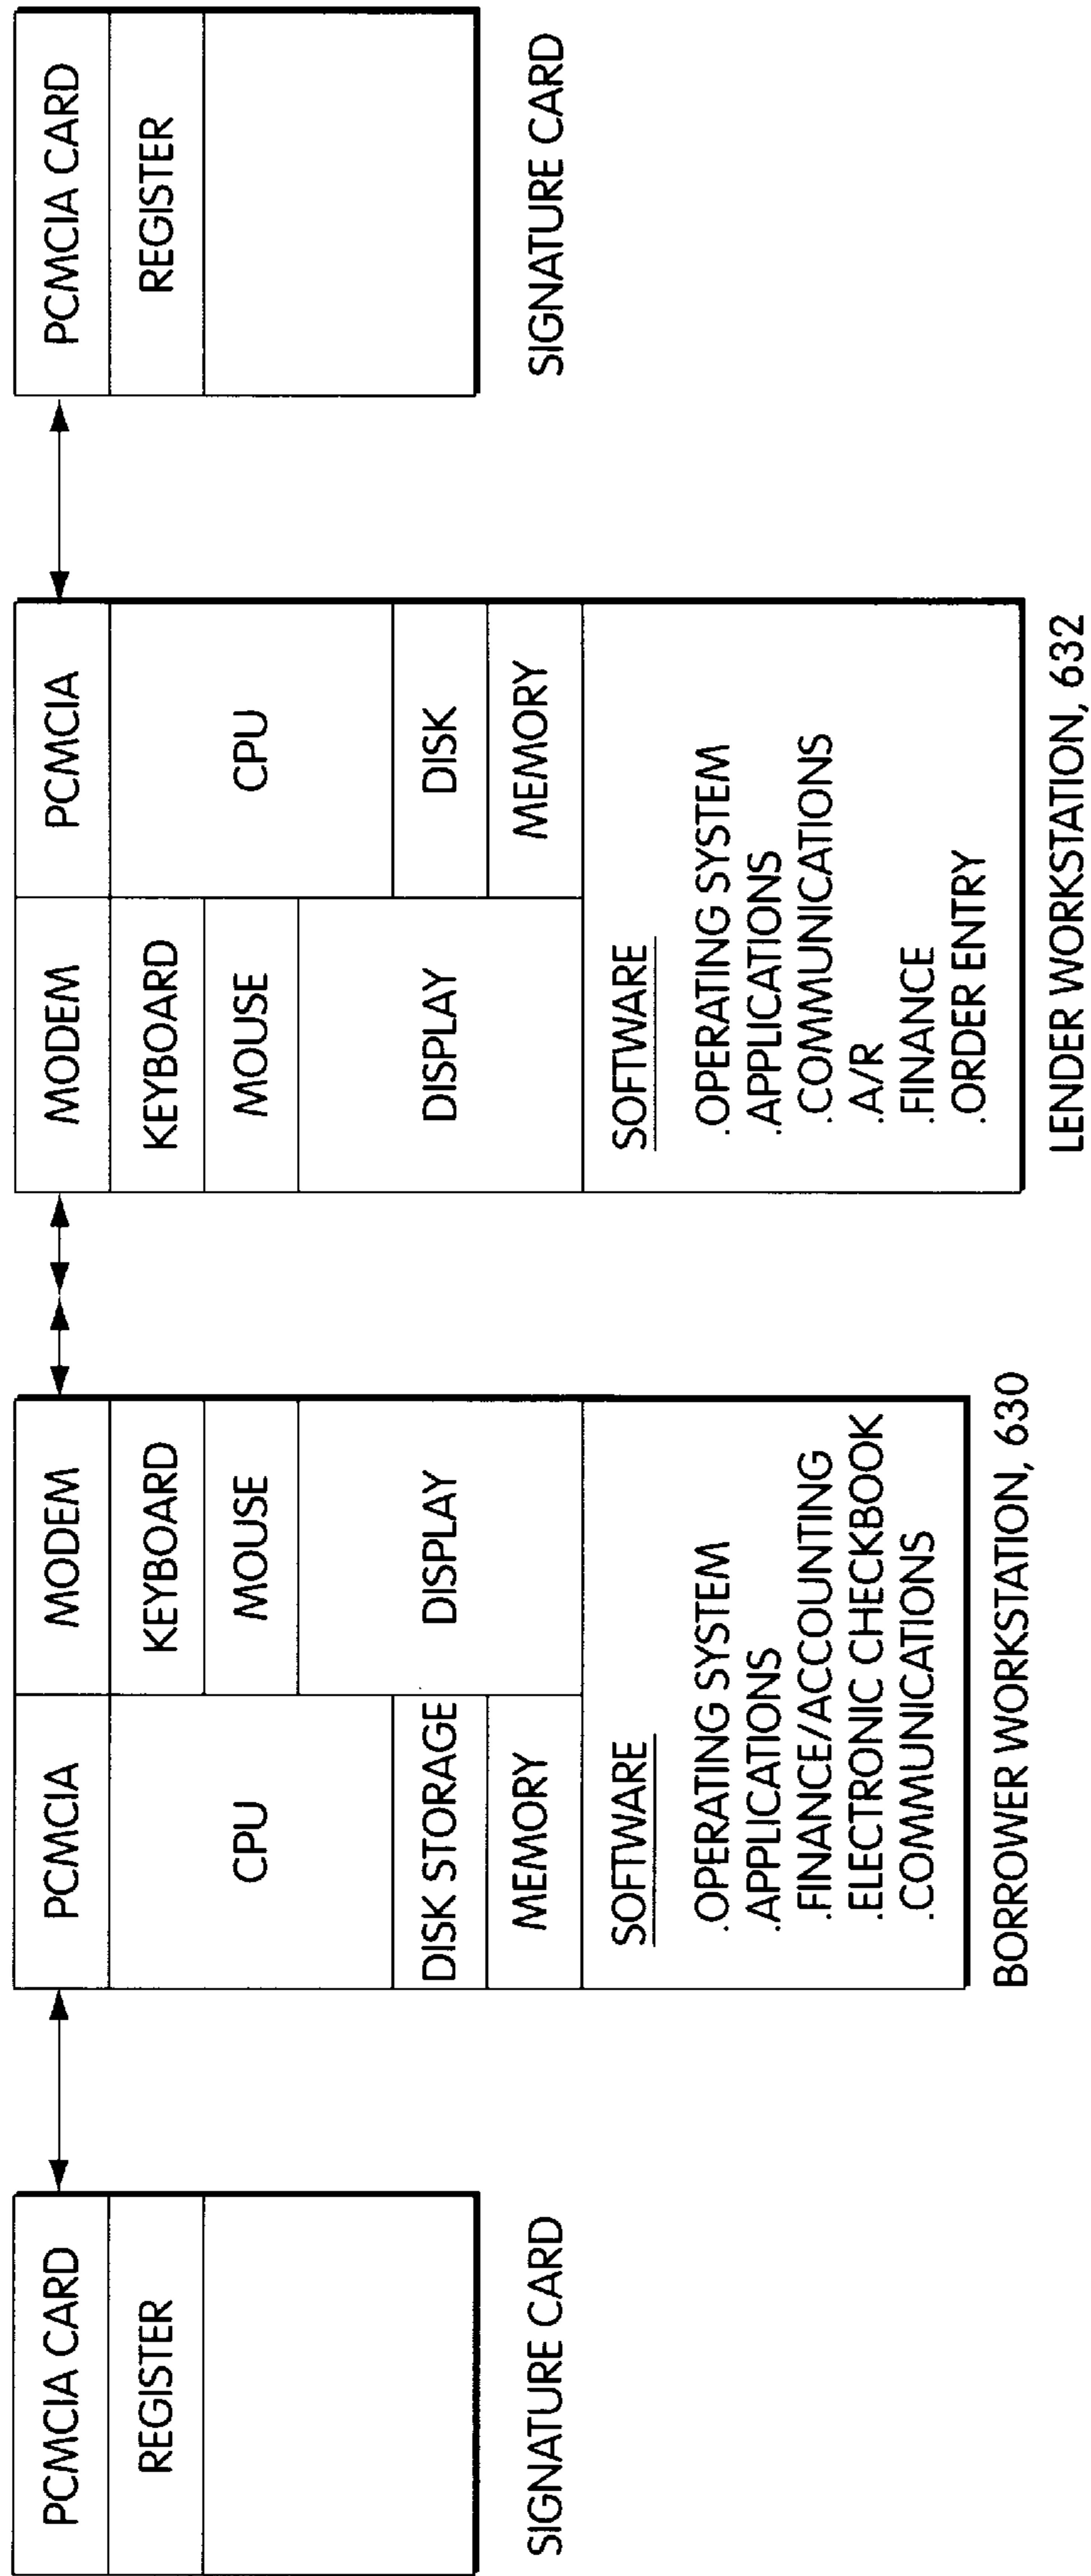 PCMCIA CARD
REGISTER
SIGNATURE CARD
PCMCIA
MODEM
CPU
KEYBOARD
MOUSE
DISK STORAGE
DISPLAY
MEMORY
SOFTWARE
.OPERATING SYSTEM
.APPLICATIONS
.FINANCE/ACCOUNTING
.ELECTRONIC CHECKBOOK
.COMMUNICATIONS
BORROWER WORKSTATION, 630
MODEM
PCMCIA
KEYBOARD
CPU
MOUSE
DISPLAY
DISK
MEMORY
SOFTWARE
.OPERATING SYSTEM
.APPLICATIONS
.COMMUNICATIONS
.A/R
.FINANCE
.ORDER ENTRY
LENDER WORKSTATION, 632
PCMCIA CARD
REGISTER
SIGNATURE CARD